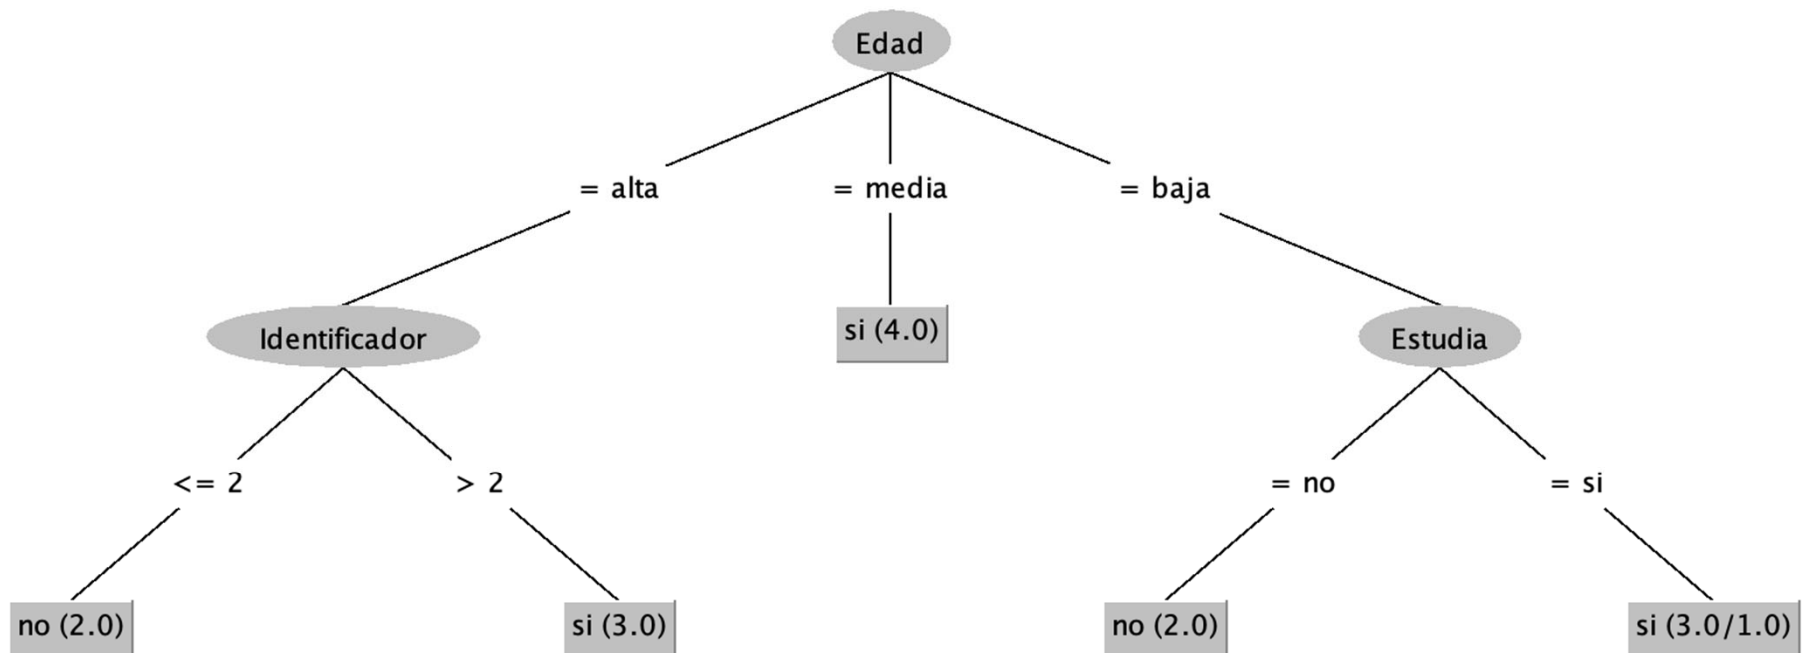 Edad
= alta
= media
= baja
Identificador
si (4.0)
Estudia
<= 2
> 2
= no
= si
no (2.0)
si (3.0)
no (2.0)
si (3.0/1.0)